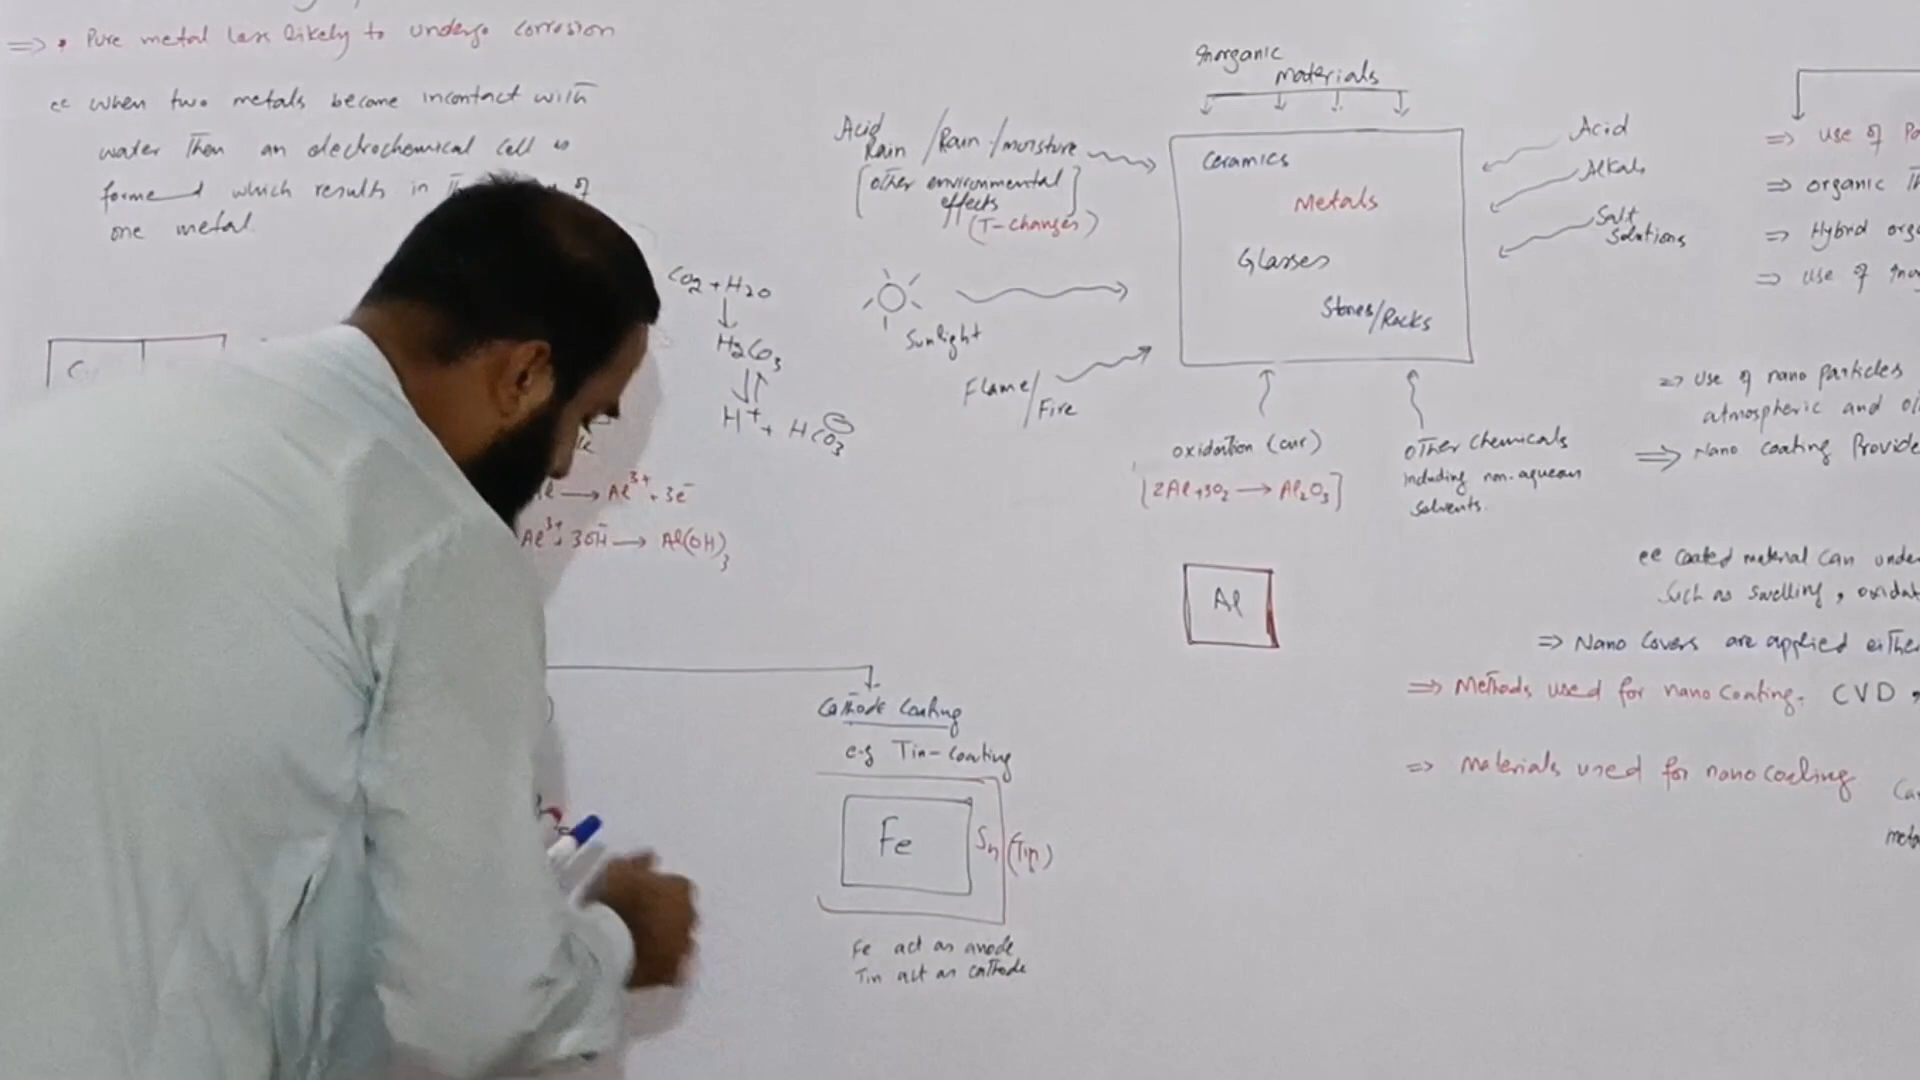 ⇒ • Pure metal less likely to undergo corrosion
" when two metals become incontact with
water Then an electrochemical cell is
formed which results in of
one metal.
CO2 + H2O
↓
H2CO3
H+ + HCO3⊖
Al → Al3+ + 3e-
Al3+ + 3OH- → Al(OH)3
Cathode Coating
e.g Tin-Coating
Fe
Sn (Tin)
Fe act as anode
Tin act as cathode
Inorganic
materials
Acid
Rain / Rain / moisture
[other environmental
effects]
(T-changes)
Sunlight
Flame/
Fire
Ceramics
Metals
Glasses
Stones/Rocks
Acid
Alkali
Salt
Solutions
oxidation (air)
[2Al + 3O2 → Al2O3]
other chemicals
including non-aqueous
solvents.
Al
⇒ use of
⇒ organic
⇒ Hybrid
⇒ use of
⇒ Use of nano particles
atmospheric and
⇒ Nano coating Provide
" Coated material can
Such as swelling,
⇒ Nano Covers are applied either
⇒ Methods used for nano coating. CVD,
⇒ Materials used for nano coating